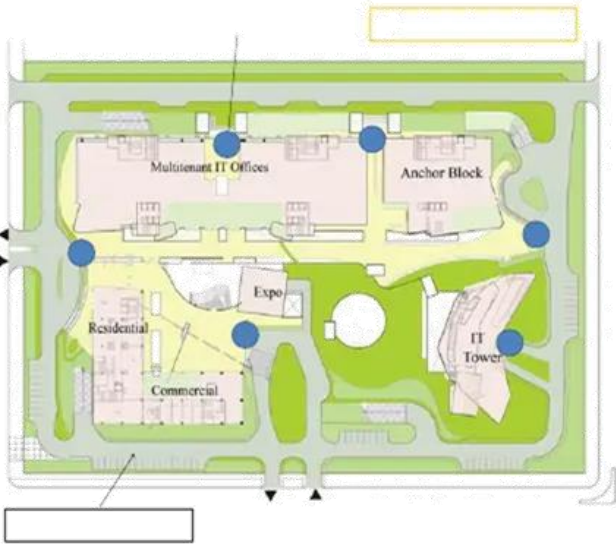 Multitenant IT Offices
Anchor Block
Expo
Residential
IT
Tower
Commercial